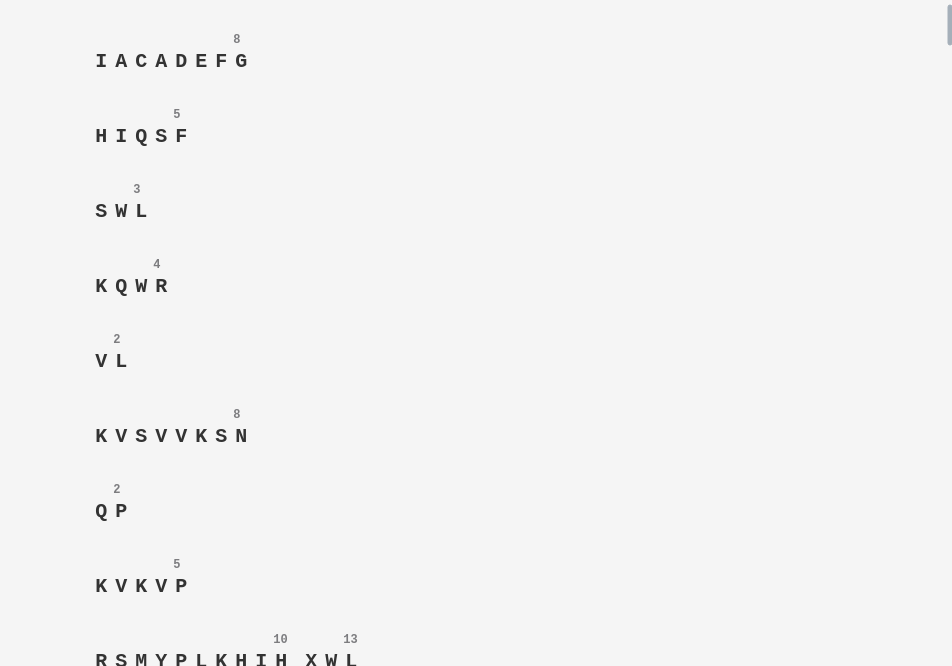 8
I A C A D E F G
5
H I Q S F
3
S W L
4
K Q W R
2
V L
8
K V S V V K S N
2
Q P
5
K V K V P
10 13
R S M Y P L K H I H X W L